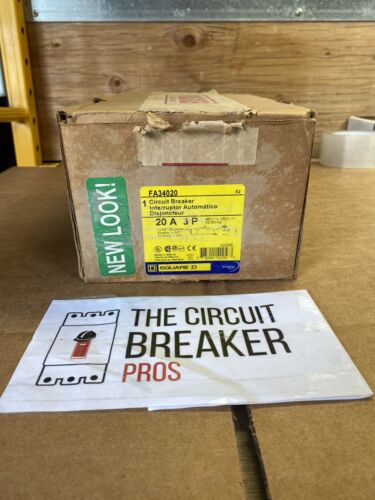 NEW LOOK!
FA34020
1 Circuit Breaker
Interruptor Automático
Disjoncteur
20 A 3 P
SQUARE D
THE CIRCUIT
BREAKER
PROS